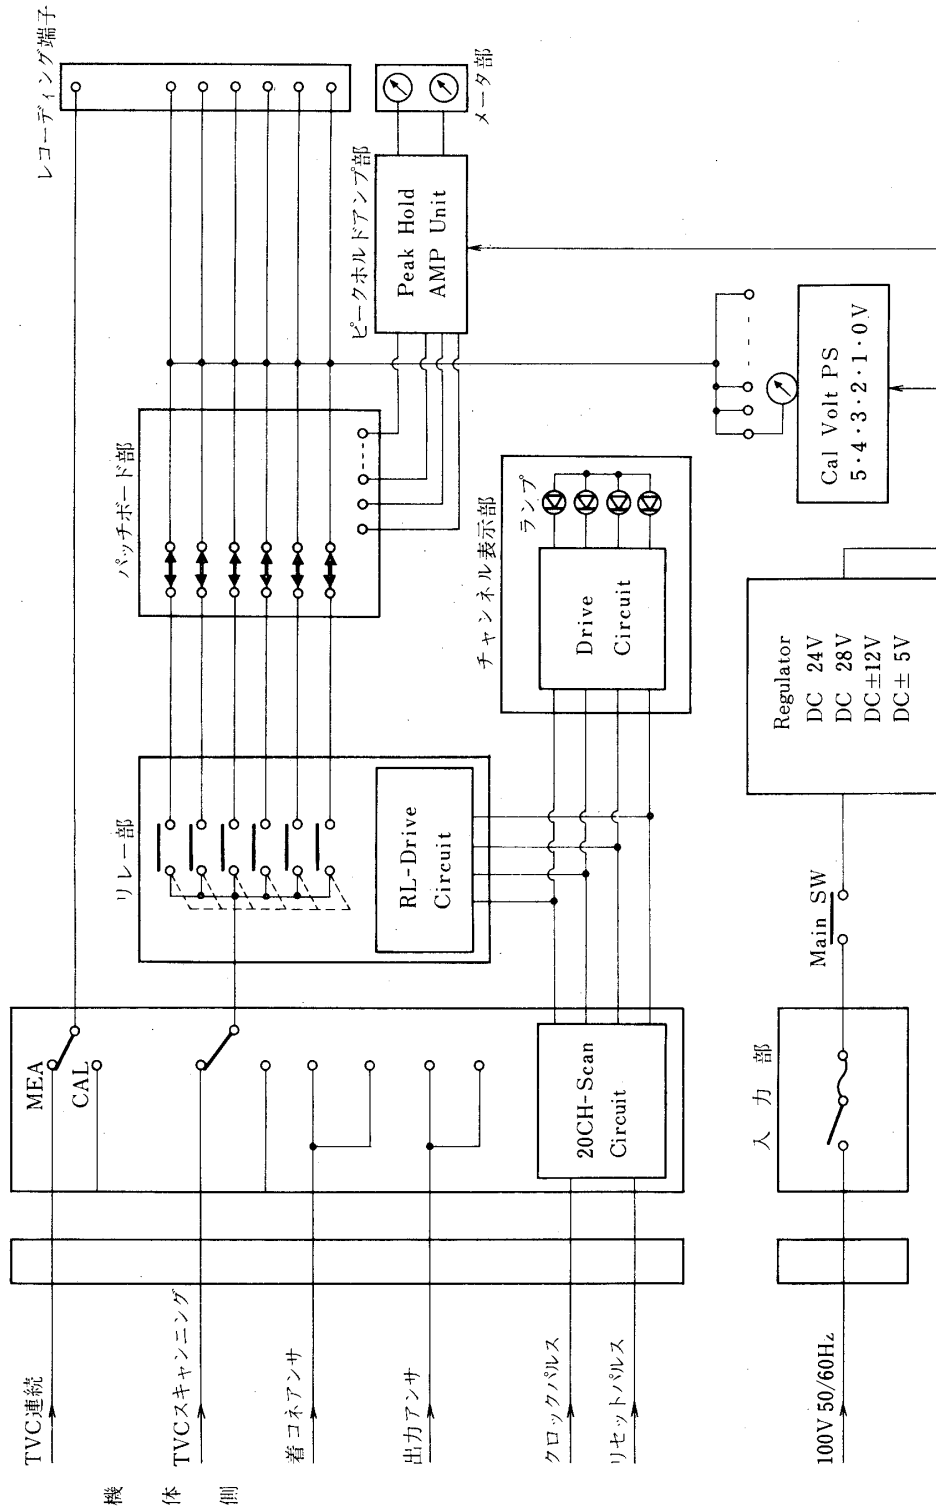 機体側
TVC連続
TVCスキャンニング
着コネアンサ
出力アンサ
クロックパルス
リセットパルス
100V 50/60Hz
MEA
CAL
20CH-Scan
Circuit
入力部
Main SW
リレー部
RL-Drive
Circuit
パッチボード部
チャンネル表示部
ランプ
Drive
Circuit
Regulator
DC 24V
DC 28V
DC±12V
DC± 5V
レコーディング端子
ピークホルドアンプ部
Peak Hold
AMP Unit
メータ部
Cal Volt PS
5・4・3・2・1・0V